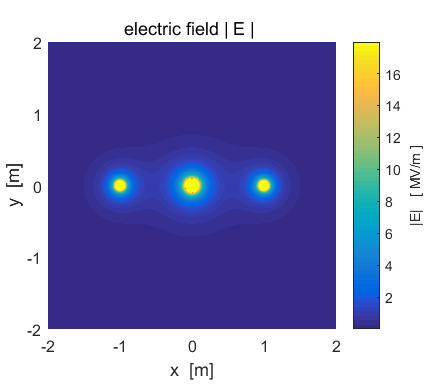 electric field | E |
2
1
0
-1
-2
y [m]
-2 -1 0 1 2
x [m]
16
14
12
10
8
6
4
2
|E| [ MV/m ]